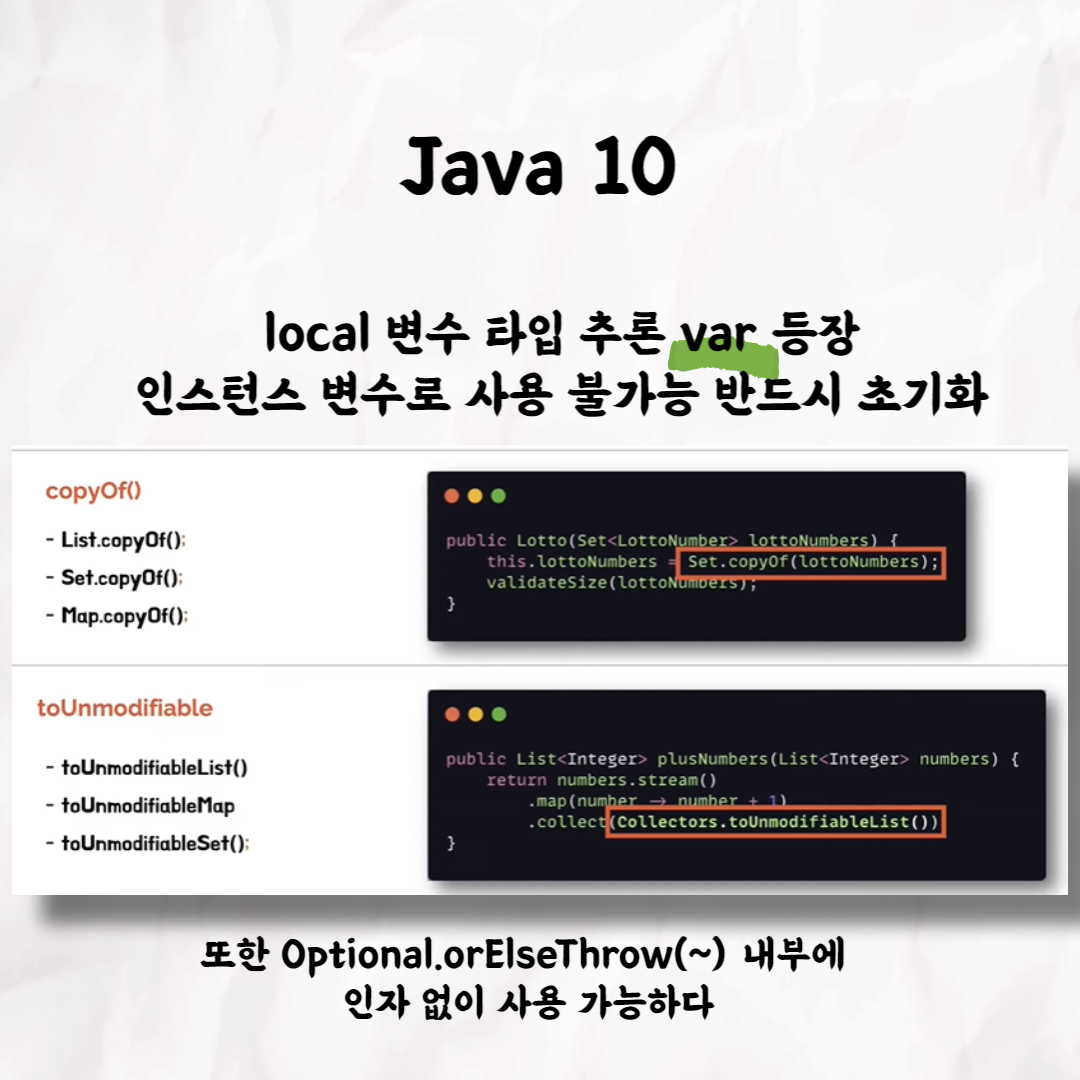 Java 10
local 변수 타입 추론 var 등장
인스턴스 변수로 사용 불가능 반드시 초기화
copyOf()
- List.copyOf();
- Set.copyOf();
- Map.copyOf();
public Lotto(Set<LottoNumber> lottoNumbers) {
this.lottoNumbers = Set.copyOf(lottoNumbers);
validateSize(lottoNumbers);
}
toUnmodifiable
- toUnmodifiableList()
- toUnmodifiableMap
- toUnmodifiableSet();
public List<Integer> plusNumbers(List<Integer> numbers) {
return numbers.stream()
.map(number → number + 1)
.collect(Collectors.toUnmodifiableList())
}
또한 Optional.orElseThrow(~) 내부에
인자 없이 사용 가능하다